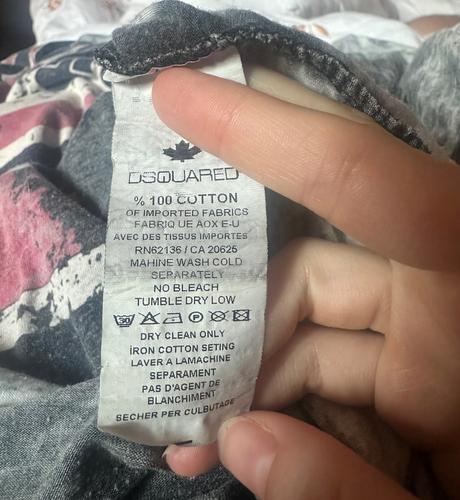 DSQUARED
% 100 COTTON
OF IMPORTED FABRICS
FABRIQ UE AOX E-U
AVEC DES TISSUS IMPORTES
RN62136 / CA 20625
MAHINE WASH COLD
SEPARATELY
NO BLEACH
TUMBLE DRY LOW
DRY CLEAN ONLY
İRON COTTON SETING
LAVER A LAMACHINE
SEPARAMENT
PAS D'AGENT DE
BLANCHIMENT
SECHER PER CULBUTAGE